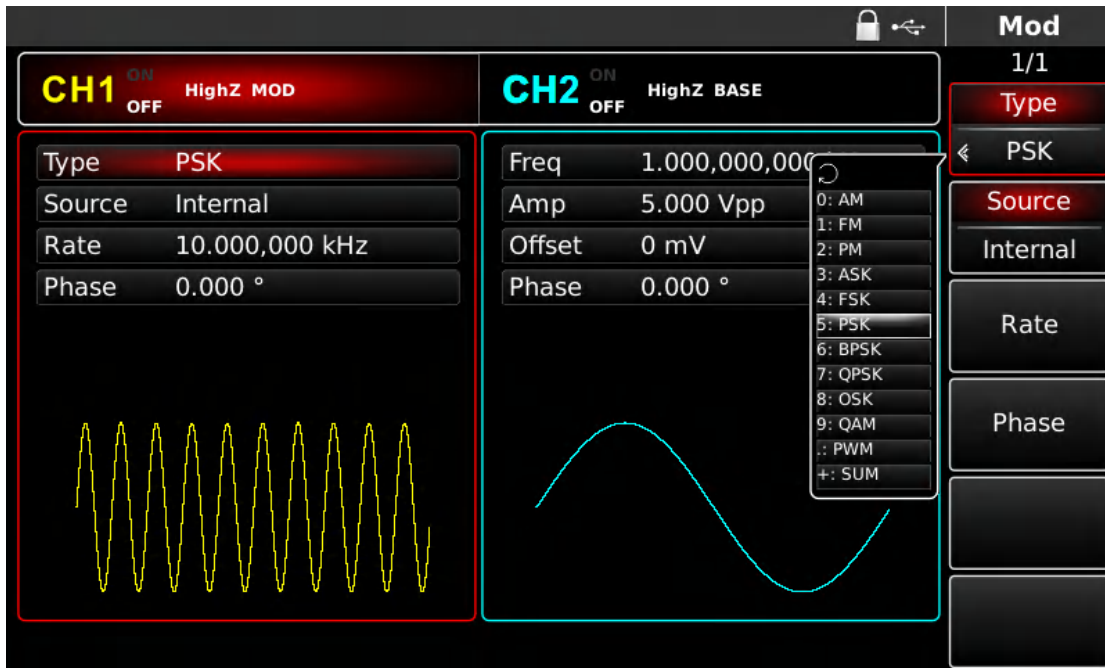 Mod
1/1
CH1 ON OFF HighZ MOD
CH2 ON OFF HighZ BASE
Type PSK
Source Internal
Rate 10.000,000 kHz
Phase 0.000 °
Freq 1.000,000,000
Amp 5.000 Vpp
Offset 0 mV
Phase 0.000 °
0: AM
1: FM
2: PM
3: ASK
4: FSK
5: PSK
6: BPSK
7: QPSK
8: OSK
9: QAM
.: PWM
+: SUM
Type
PSK
Source
Internal
Rate
Phase